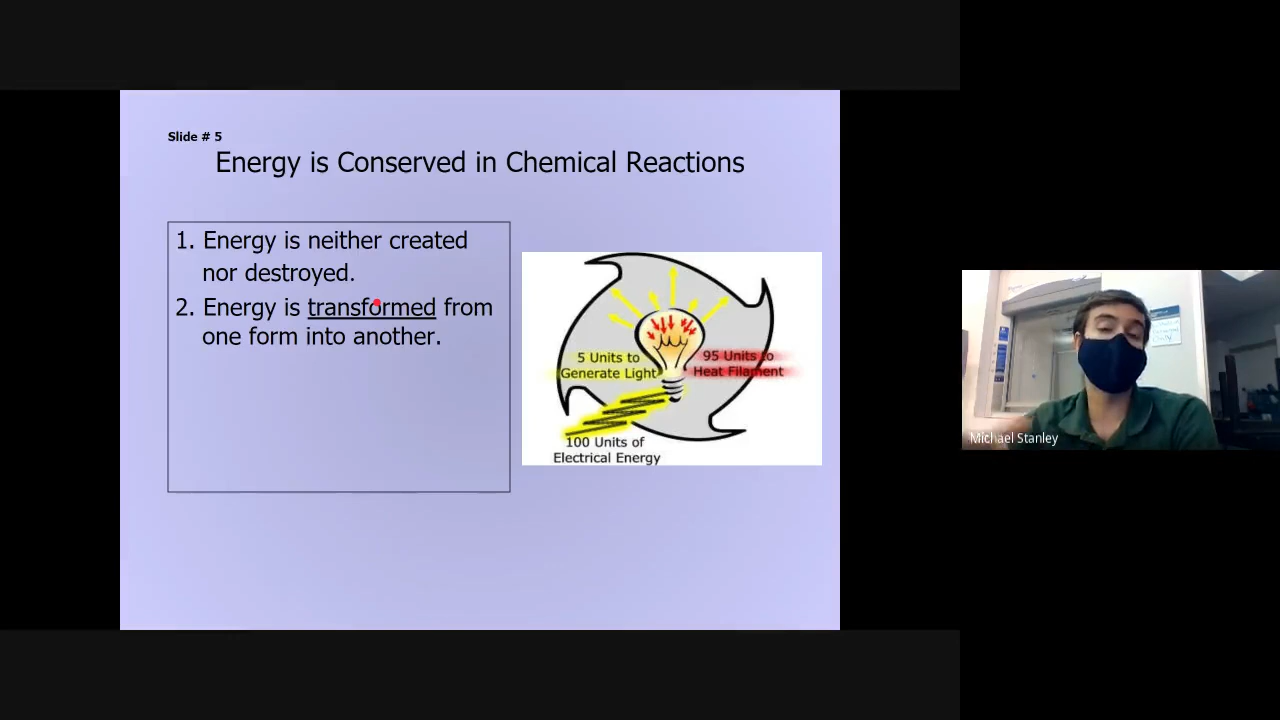 Slide # 5
Energy is Conserved in Chemical Reactions
1. Energy is neither created
nor destroyed.
2. Energy is transformed from
one form into another.
5 Units to
Generate Light
95 Units to
Heat Filament
100 Units of
Electrical Energy
Michael Stanley